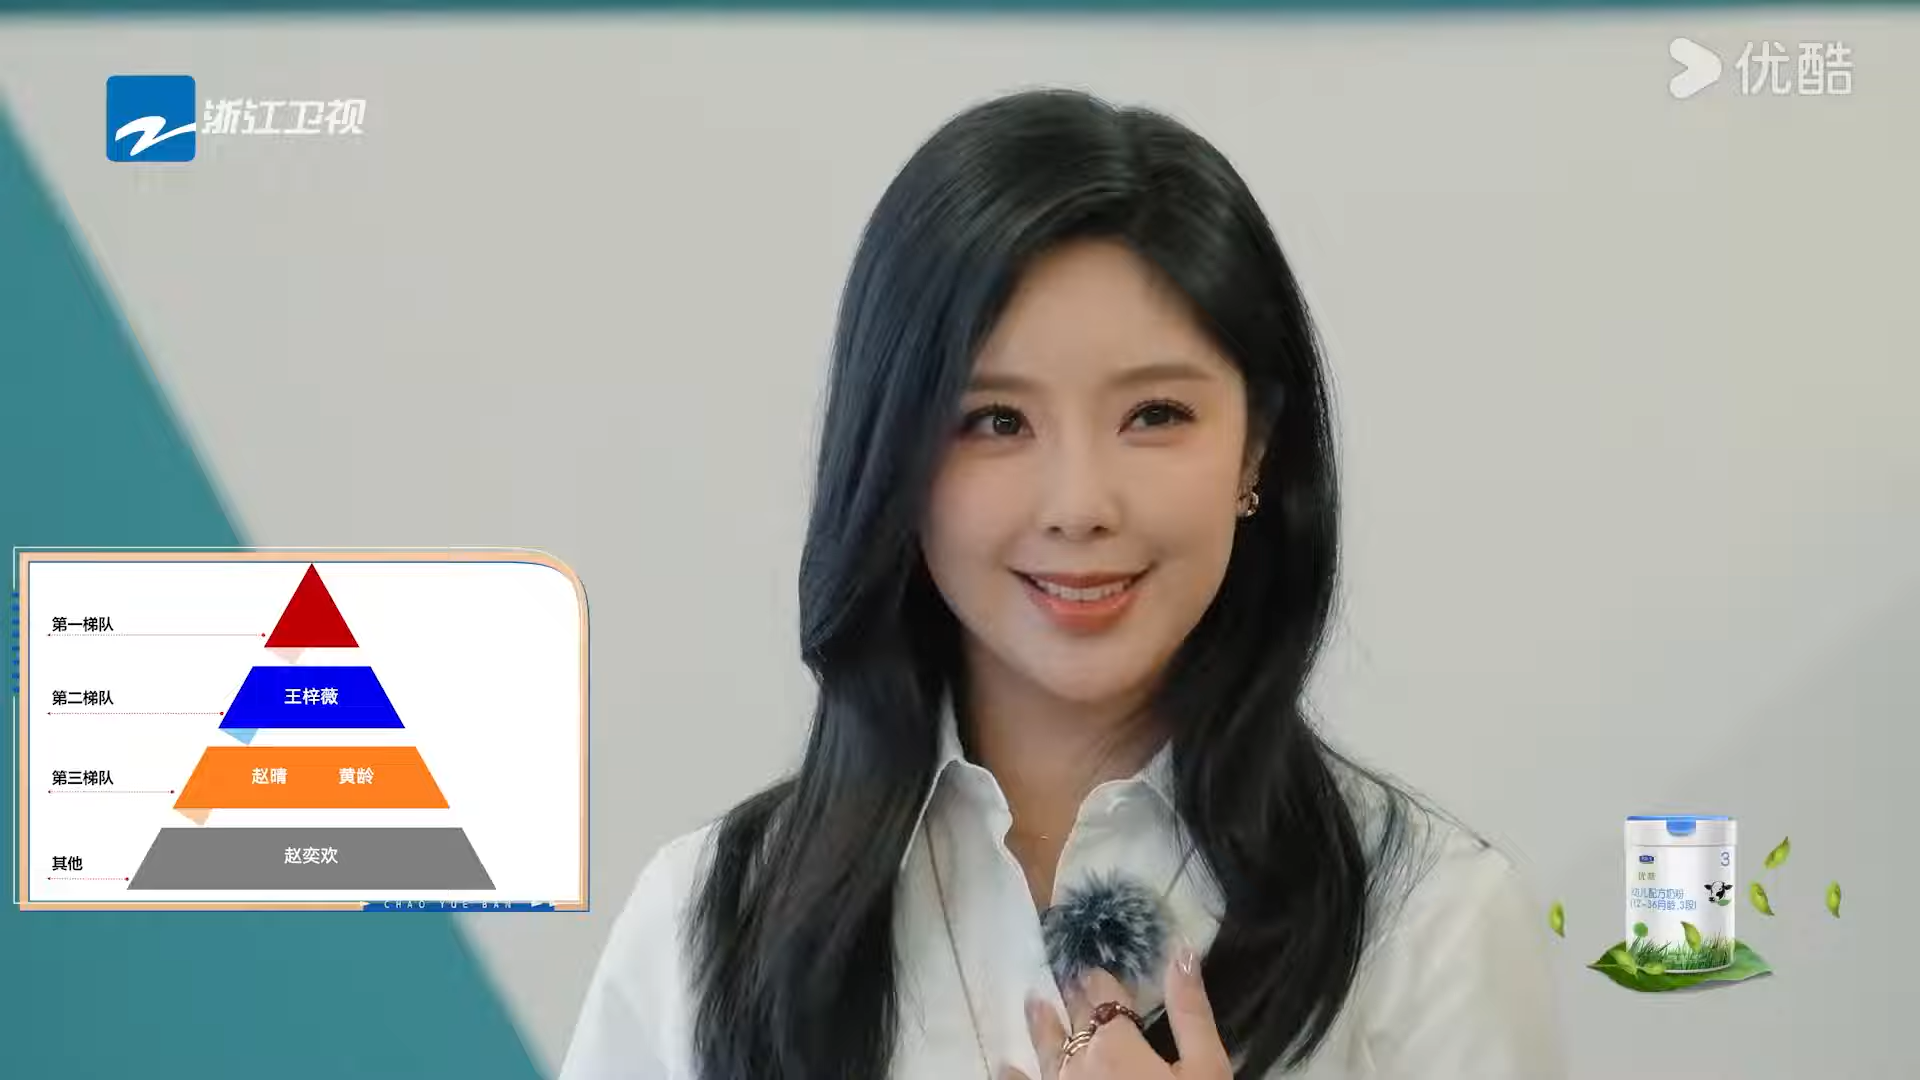 浙江卫视
优酷
第一梯队
第二梯队
王梓薇
第三梯队
赵晴 黄龄
其他
赵奕欢
CHAO YUE BAN
3
优萃
幼儿配方奶粉
(12-36月龄,3段)